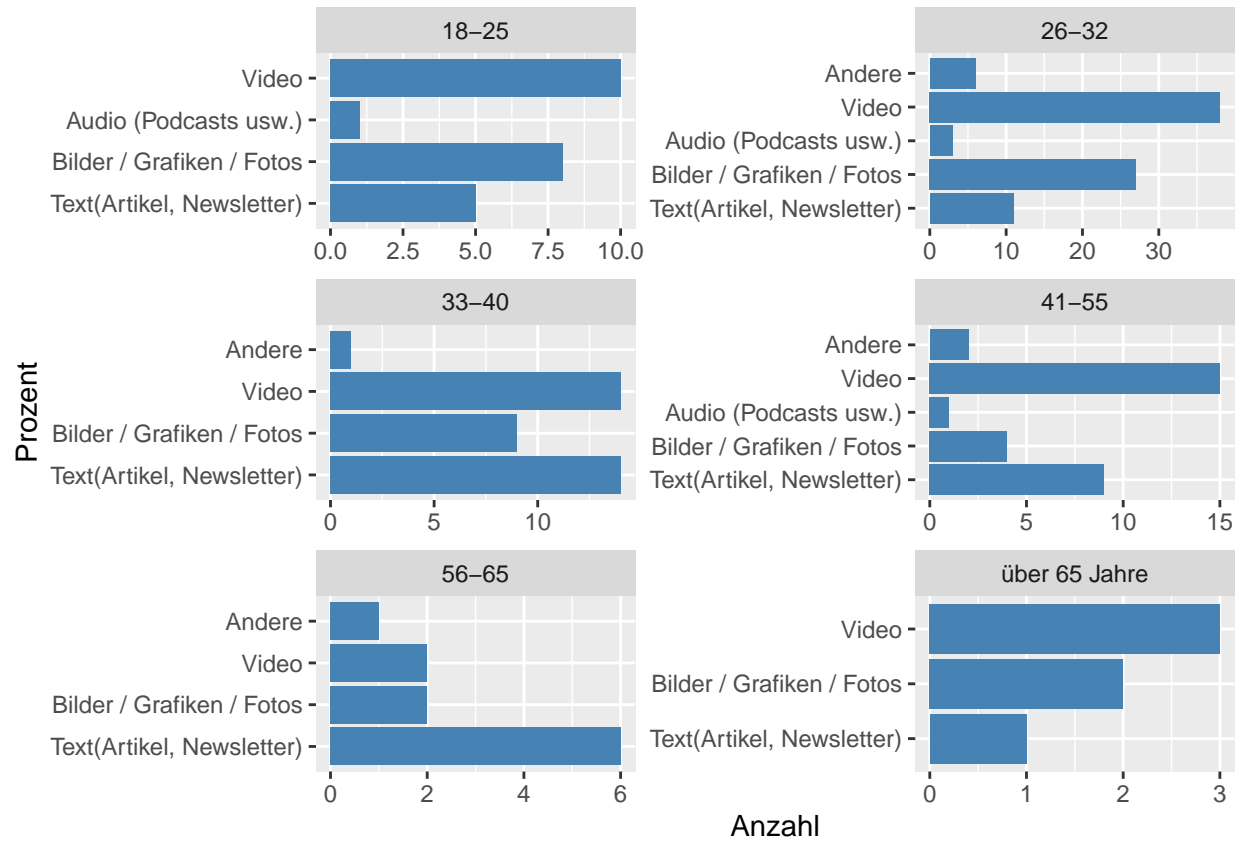 18−25
Video
Audio (Podcasts usw.)
Bilder / Grafiken / Fotos
Text(Artikel, Newsletter)
0.0 2.5 5.0 7.5 10.0
26−32
Andere
Video
Audio (Podcasts usw.)
Bilder / Grafiken / Fotos
Text(Artikel, Newsletter)
0 10 20 30
33−40
Andere
Video
Bilder / Grafiken / Fotos
Text(Artikel, Newsletter)
0 5 10
41−55
Andere
Video
Audio (Podcasts usw.)
Bilder / Grafiken / Fotos
Text(Artikel, Newsletter)
0 5 10 15
56−65
Andere
Video
Bilder / Grafiken / Fotos
Text(Artikel, Newsletter)
0 2 4 6
über 65 Jahre
Video
Bilder / Grafiken / Fotos
Text(Artikel, Newsletter)
0 1 2 3
Prozent
Anzahl